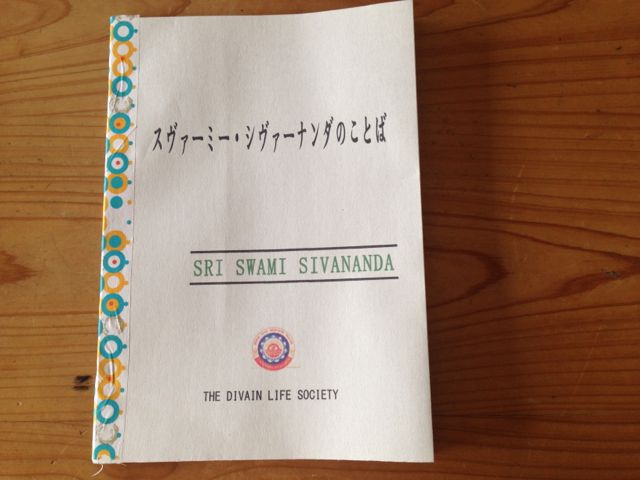 スヴァーミー・シヴァーナンダのことば
SRI SWAMI SIVANANDA
THE DIVAIN LIFE SOCIETY